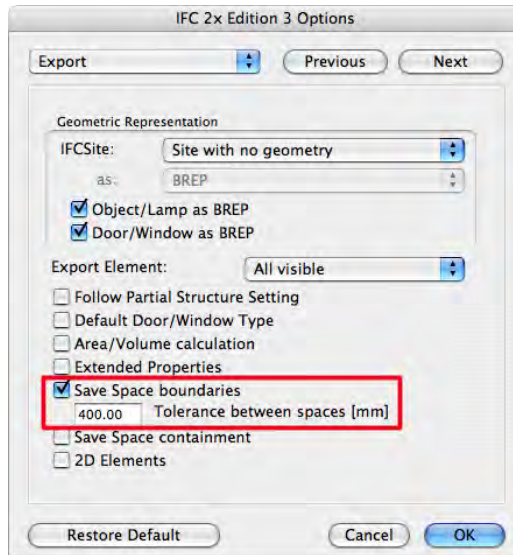 IFC 2x Edition 3 Options
Export Previous Next
Geometric Representation
IFCSite: Site with no geometry
as: BREP
Object/Lamp as BREP
Door/Window as BREP
Export Element: All visible
Follow Partial Structure Setting
Default Door/Window Type
Area/Volume calculation
Extended Properties
Save Space boundaries
400.00 Tolerance between spaces [mm]
Save Space containment
2D Elements
Restore Default Cancel OK